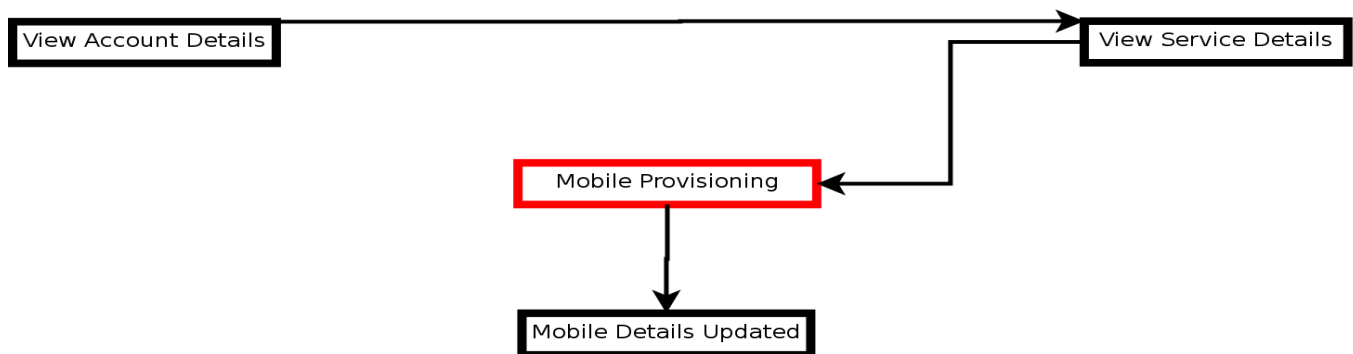 View Account Details
View Service Details
Mobile Provisioning
Mobile Details Updated